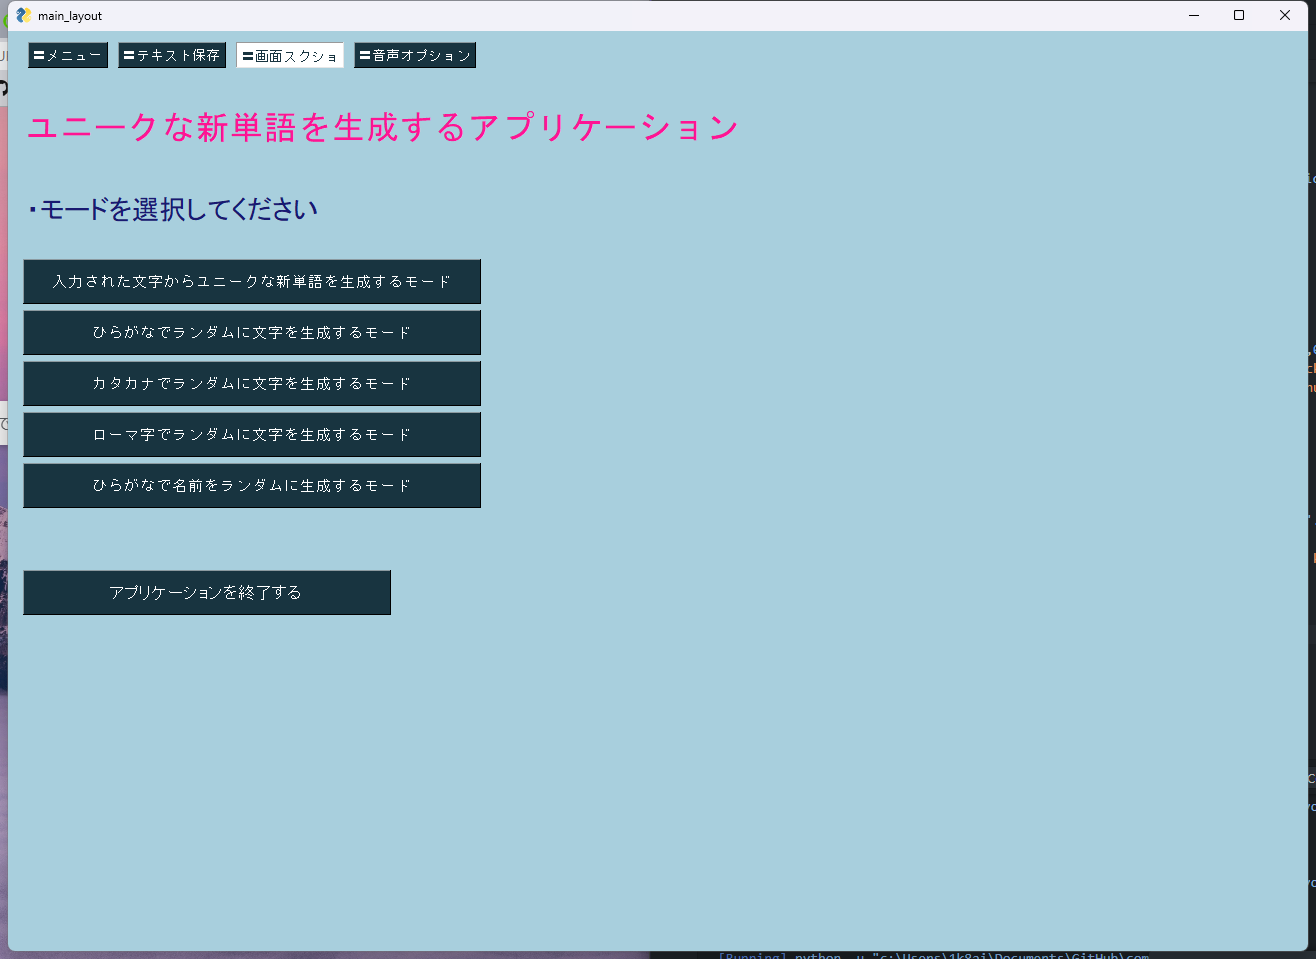 main_layout
〓メニュー 〓テキスト保存 〓画面スクショ 〓音声オプション
ユニークな新単語を生成するアプリケーション
・モードを選択してください
入力された文字からユニークな新単語を生成するモード
ひらがなでランダムに文字を生成するモード
カタカナでランダムに文字を生成するモード
ローマ字でランダムに文字を生成するモード
ひらがなで名前をランダムに生成するモード
アプリケーションを終了する
[Running] python -u "c:\Users\1k8ai\Documents\GitHub\com